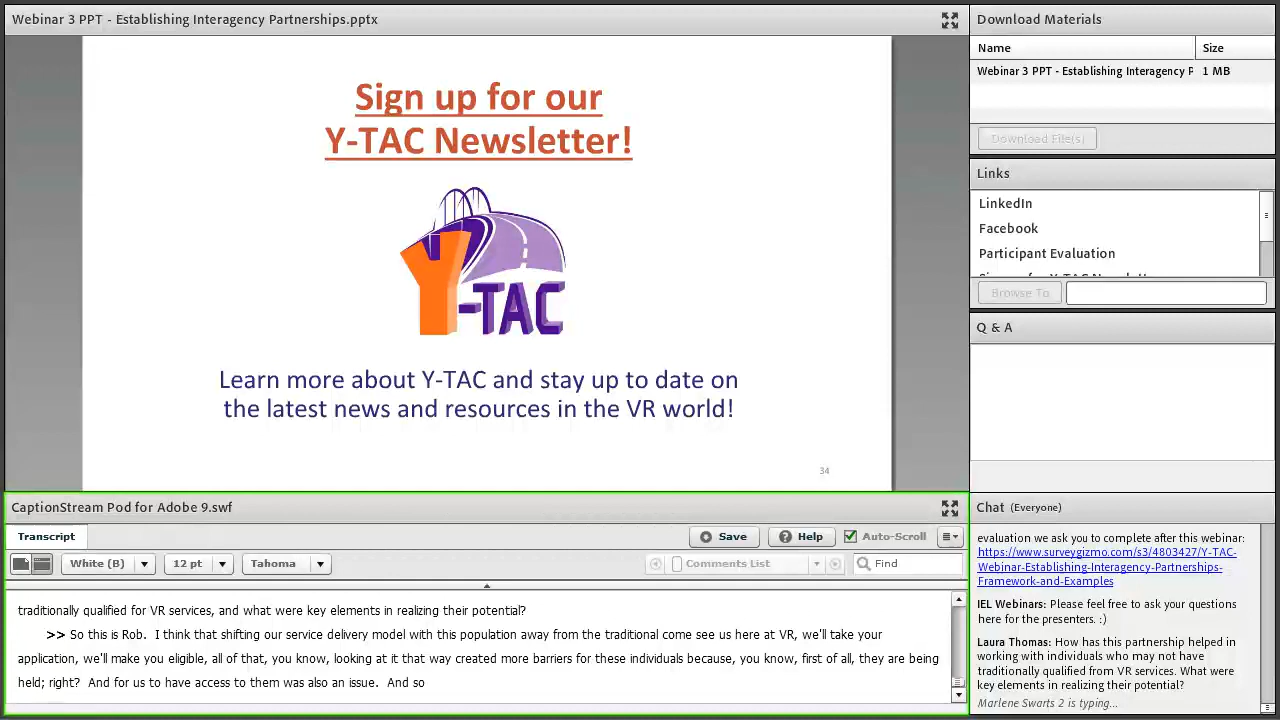 Webinar 3 PPT - Establishing Interagency Partnerships.pptx
Sign up for our
Y-TAC Newsletter!
Y-TAC
Learn more about Y-TAC and stay up to date on
the latest news and resources in the VR world!
34
CaptionStream Pod for Adobe 9.swf
Transcript
Save
Help
Auto-Scroll
White (B)
12 pt
Tahoma
Comments List
Find
traditionally qualified for VR services, and what were key elements in realizing their potential?
>> So this is Rob. I think that shifting our service delivery model with this population away from the traditional come see us here at VR, we'll take your
application, we'll make you eligible, all of that, you know, looking at it that way created more barriers for these individuals because, you know, first of all, they are being
held; right? And for us to have access to them was also an issue. And so
Download Materials
Name Size
Webinar 3 PPT - Establishing Interagency P 1 MB
Download File(s)
Links
LinkedIn
Facebook
Participant Evaluation
Browse To
Q & A
Chat (Everyone)
evaluation we ask you to complete after this webinar:
https://www.surveygizmo.com/s3/4803427/Y-TAC-
Webinar-Establishing-Interagency-Partnerships-
Framework-and-Examples
IEL Webinars: Please feel free to ask your questions
here for the presenters. :)
Laura Thomas: How has this partnership helped in
working with individuals who may not have
traditionally qualified from VR services. What were
key elements in realizing their potential?
Marlene Swarts 2 is typing...